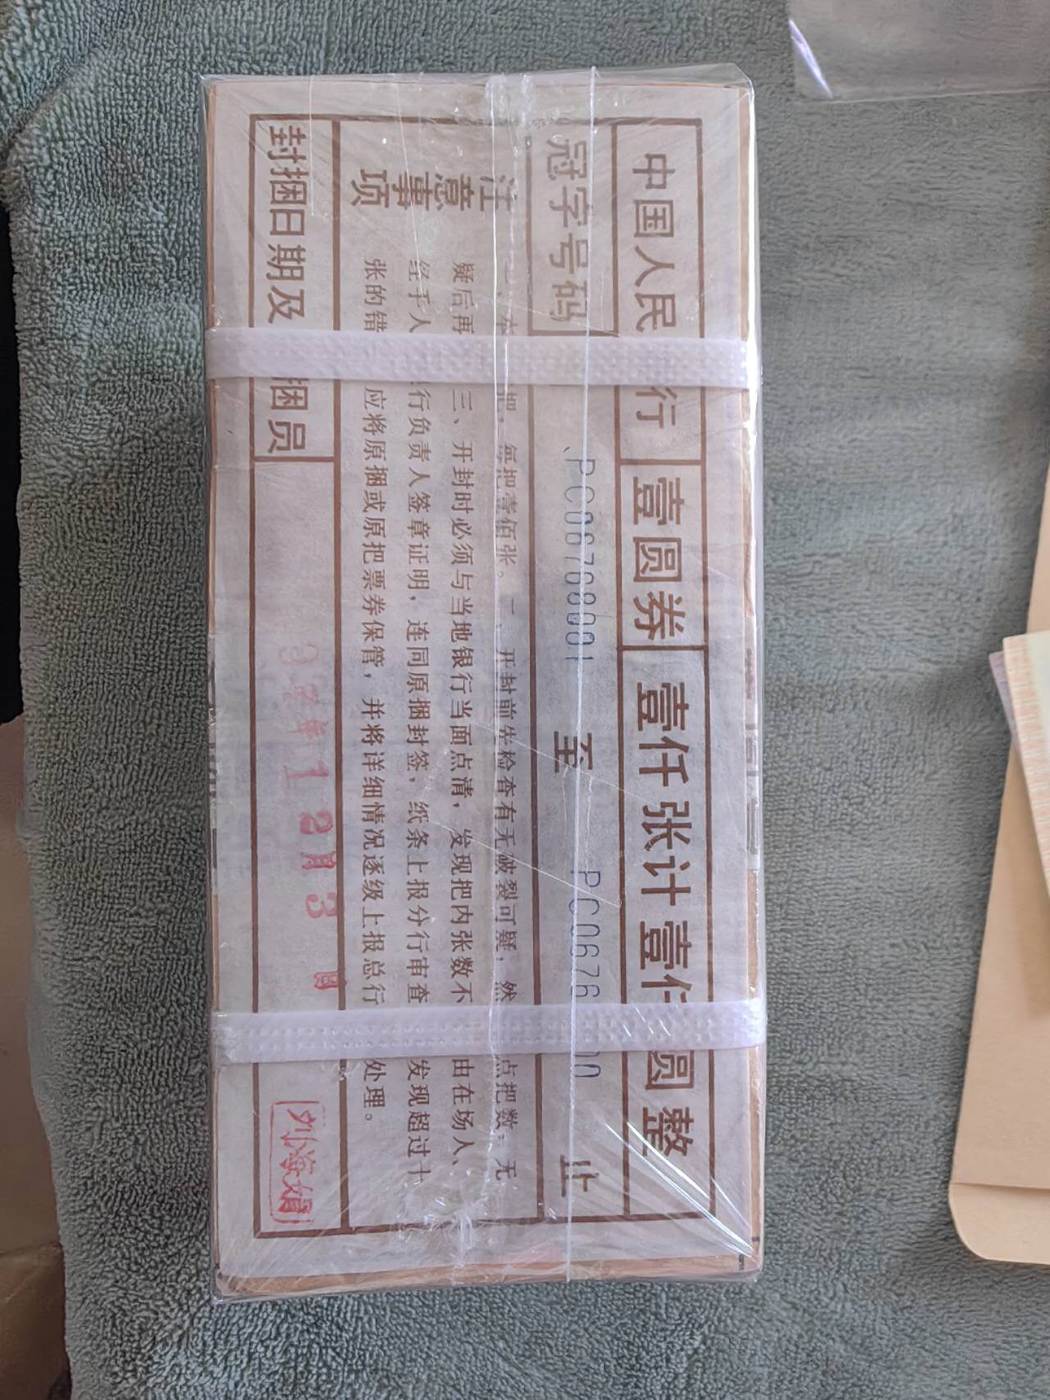 中国人民 行 壹圆券 壹仟张计壹仟圆整
冠字号码 PC06768001 至 PC0676 00 止
注意事项
把，每把壹佰张。二、开封前先检查有无破裂可疑，然 点把数 无
疑后再 三、开封时必须与当地银行当面点清，发现把内张数不 由在场人、
经手人 行负责人签章证明，连同原捆封签，纸条上报分行审查 发现超过十
张的错 应将原捆或原把票券保管，并将详细情况逐级上报总行 处理。
封捆日期及 捆员 年12月3